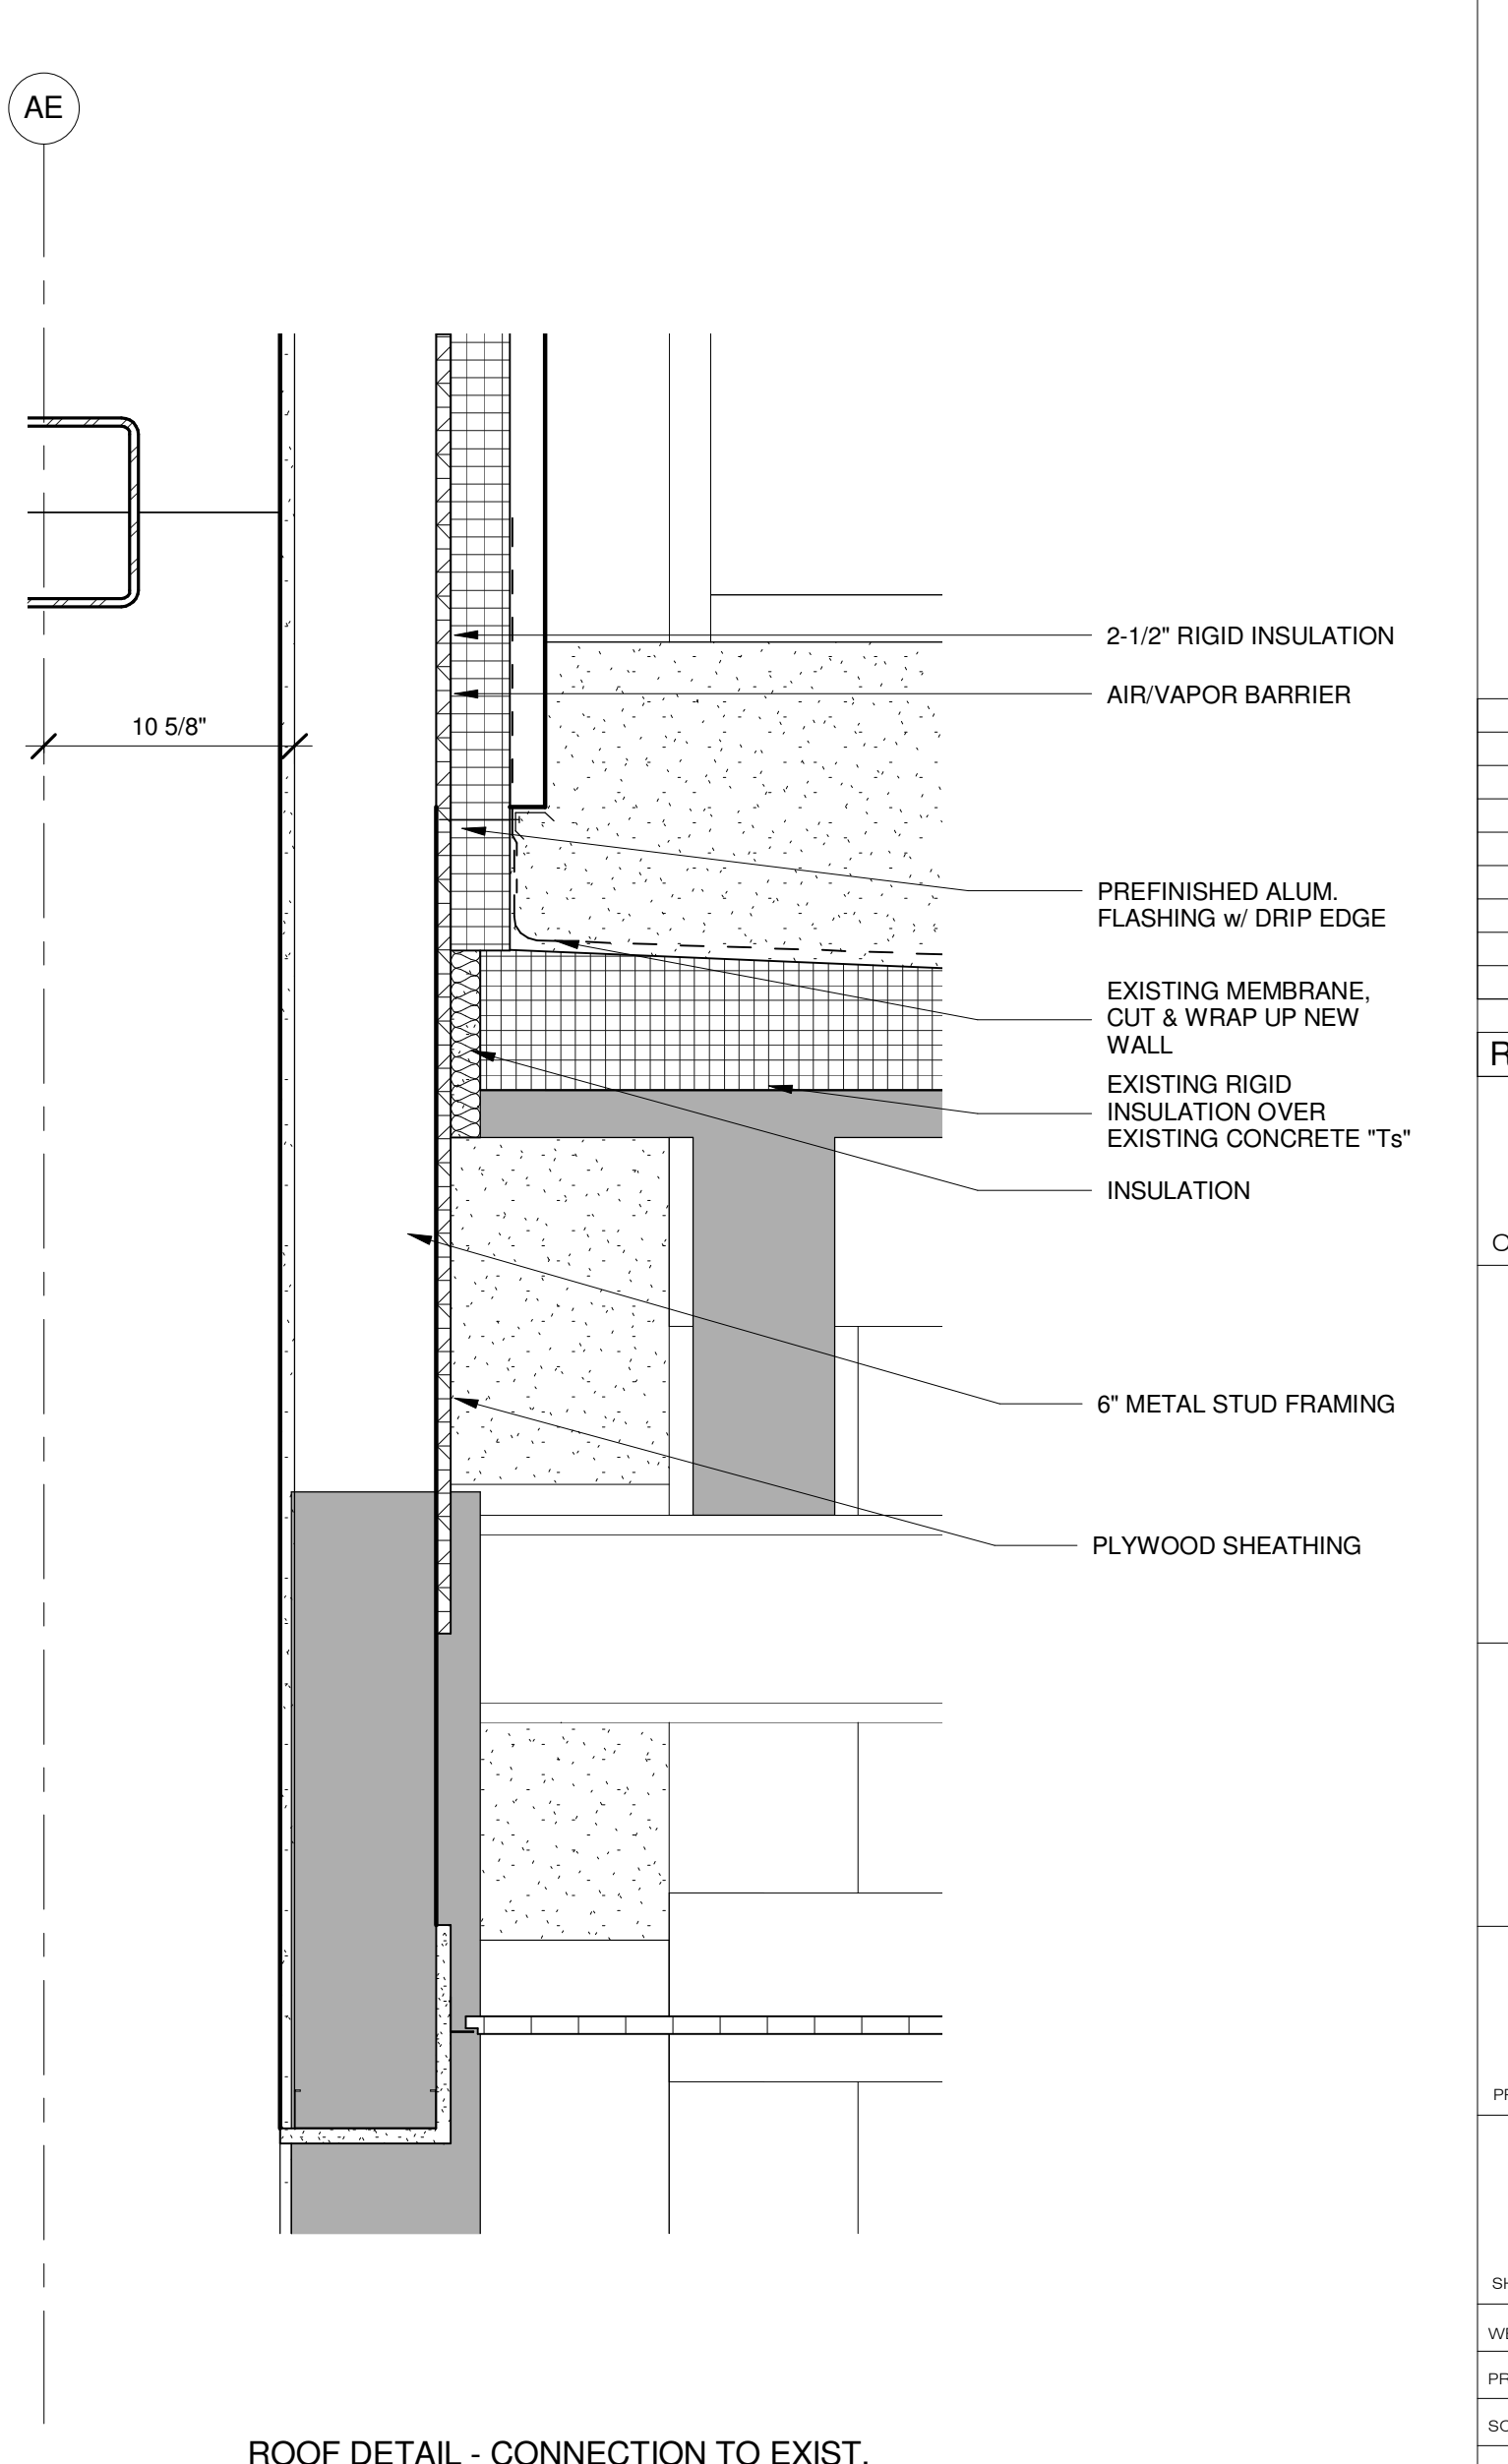 AE
2-1/2" RIGID INSULATION
AIR/VAPOR BARRIER
10 5/8"
PREFINISHED ALUM.
FLASHING w/ DRIP EDGE
EXISTING MEMBRANE,
CUT & WRAP UP NEW
WALL
EXISTING RIGID
INSULATION OVER
EXISTING CONCRETE "Ts"
INSULATION
6" METAL STUD FRAMING
PLYWOOD SHEATHING
ROOF DETAIL - CONNECTION TO EXIST.